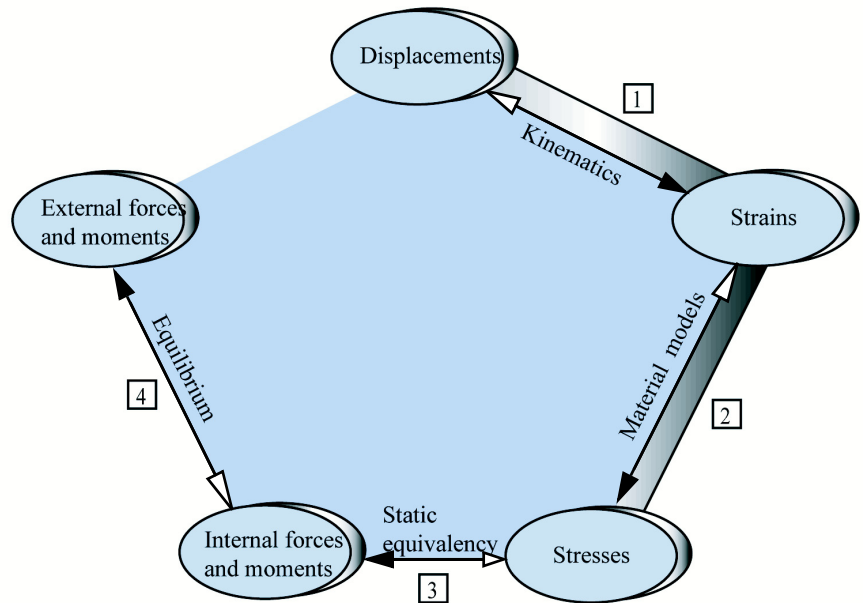 Displacements
1
Kinematics
External forces
and moments
Strains
Equilibrium
Material models
4
2
Static
equivalency
Internal forces
and moments
Stresses
3